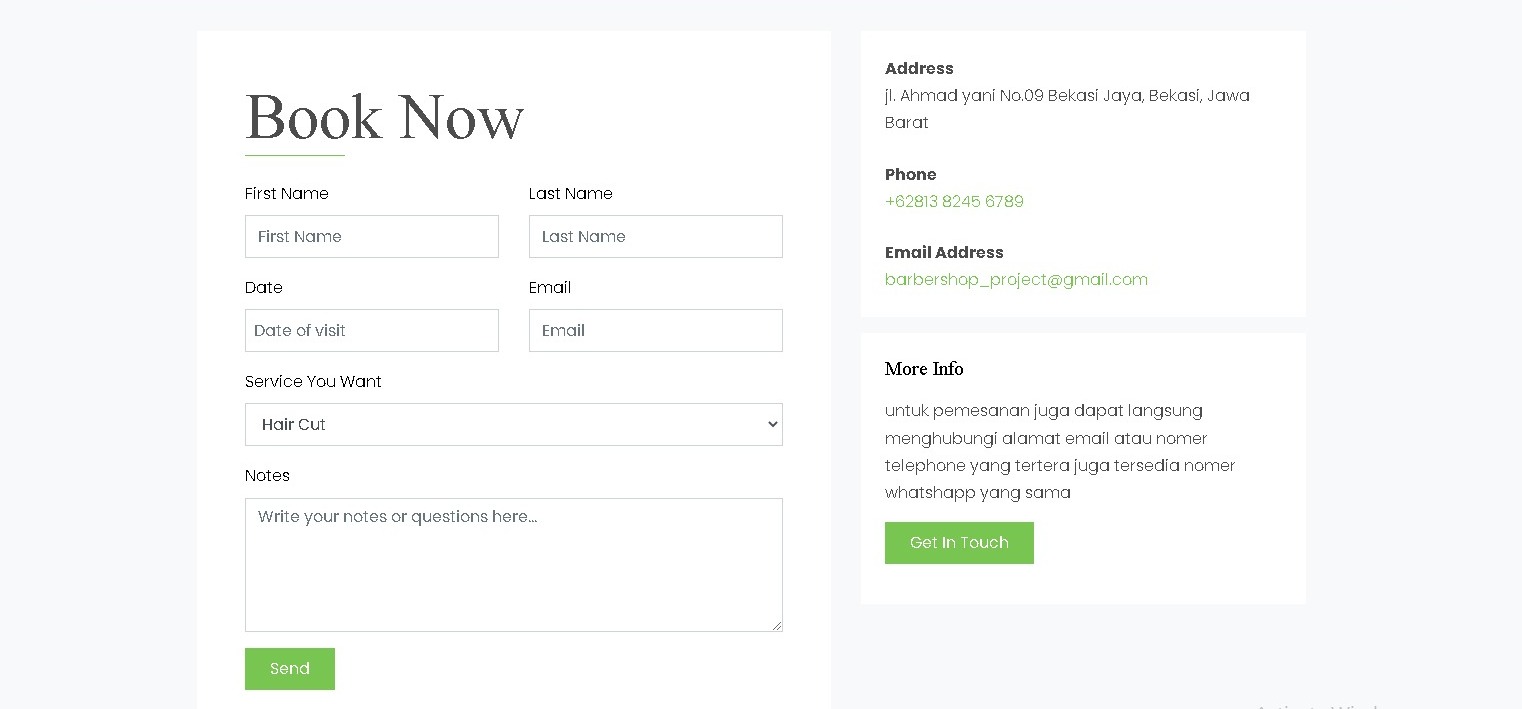 Book Now
First Name
Last Name
First Name
Last Name
Date
Email
Date of visit
Email
Service You Want
Hair Cut
Notes
Write your notes or questions here...
Send
Address
jl. Ahmad yani No.09 Bekasi Jaya, Bekasi, Jawa
Barat
Phone
+62813 8245 6789
Email Address
barbershop_project@gmail.com
More Info
untuk pemesanan juga dapat langsung
menghubungi alamat email atau nomer
telephone yang tertera juga tersedia nomer
whatshapp yang sama
Get In Touch